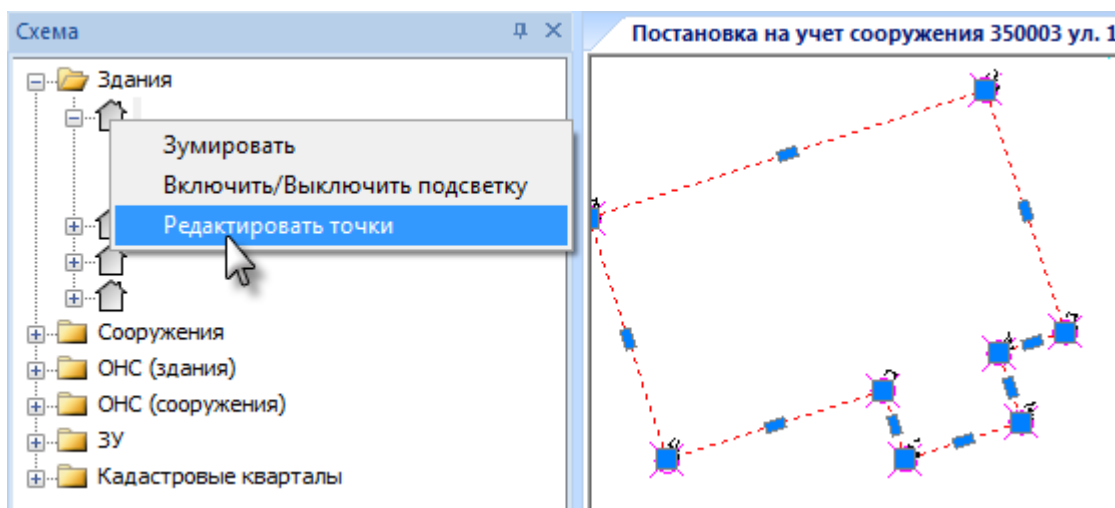 Схема
Постановка на учет сооружения 350003 ул. 1
Здания
Зумировать
Включить/Выключить подсветку
Редактировать точки
Сооружения
ОНС (здания)
ОНС (сооружения)
ЗУ
Кадастровые кварталы